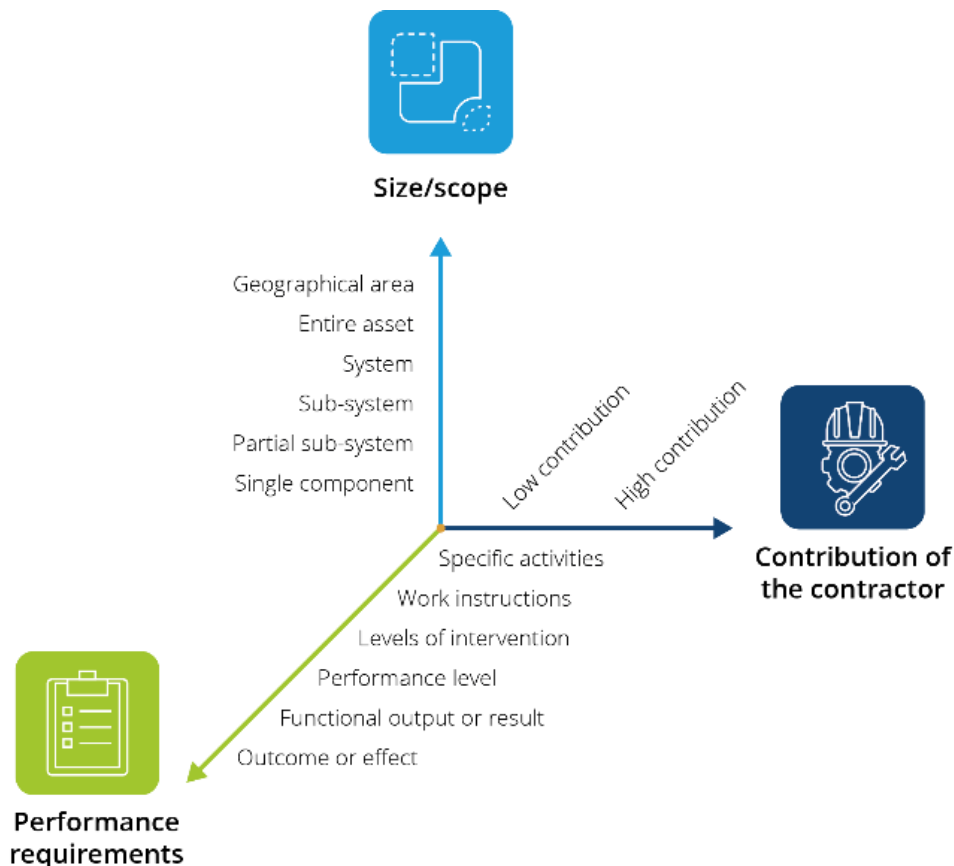 Size/scope
Geographical area
Entire asset
System
Sub-system
Partial sub-system
Single component
Low contribution
High contribution
Contribution of
the contractor
Specific activities
Work instructions
Levels of intervention
Performance level
Functional output or result
Outcome or effect
Performance
requirements